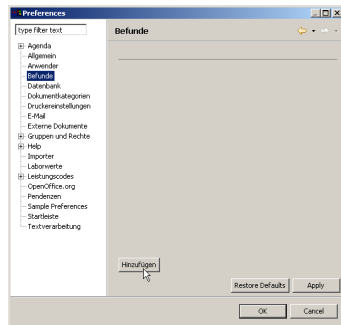 Preferences
type filter text
Befunde
Agenda
Allgemein
Anwender
Befunde
Datenbank
Dokumentkategorien
Druckereinstellungen
E-Mail
Externe Dokumente
Gruppen und Rechte
Help
Importer
Laborwerte
Leistungscodes
OpenOffice.org
Pendenzen
Sample Preferences
Startleiste
Textverarbeitung
Hinzufügen
Restore Defaults
Apply
OK
Cancel